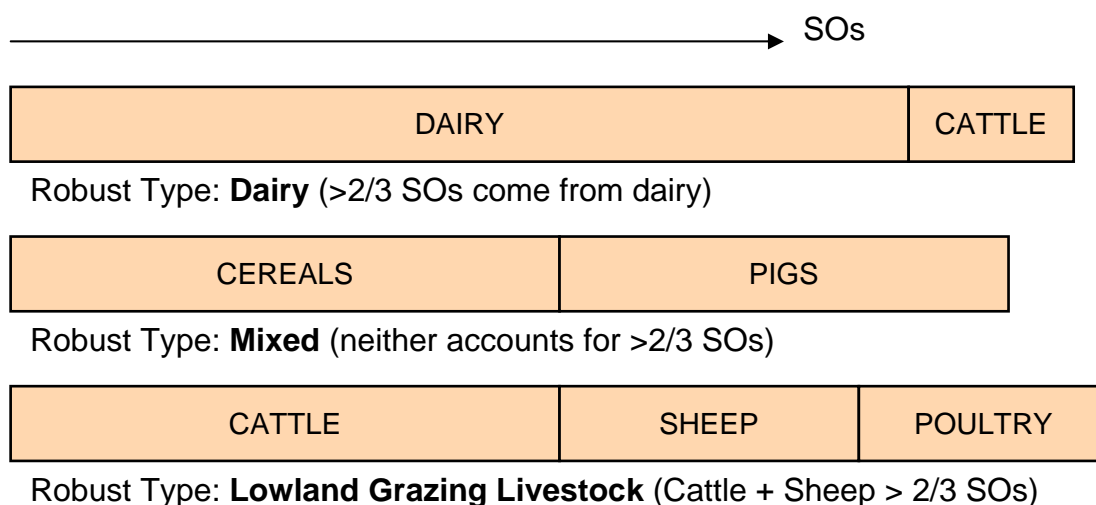 SOs
DAIRY CATTLE
Robust Type: Dairy (>2/3 SOs come from dairy)
CEREALS PIGS
Robust Type: Mixed (neither accounts for >2/3 SOs)
CATTLE SHEEP POULTRY
Robust Type: Lowland Grazing Livestock (Cattle + Sheep > 2/3 SOs)